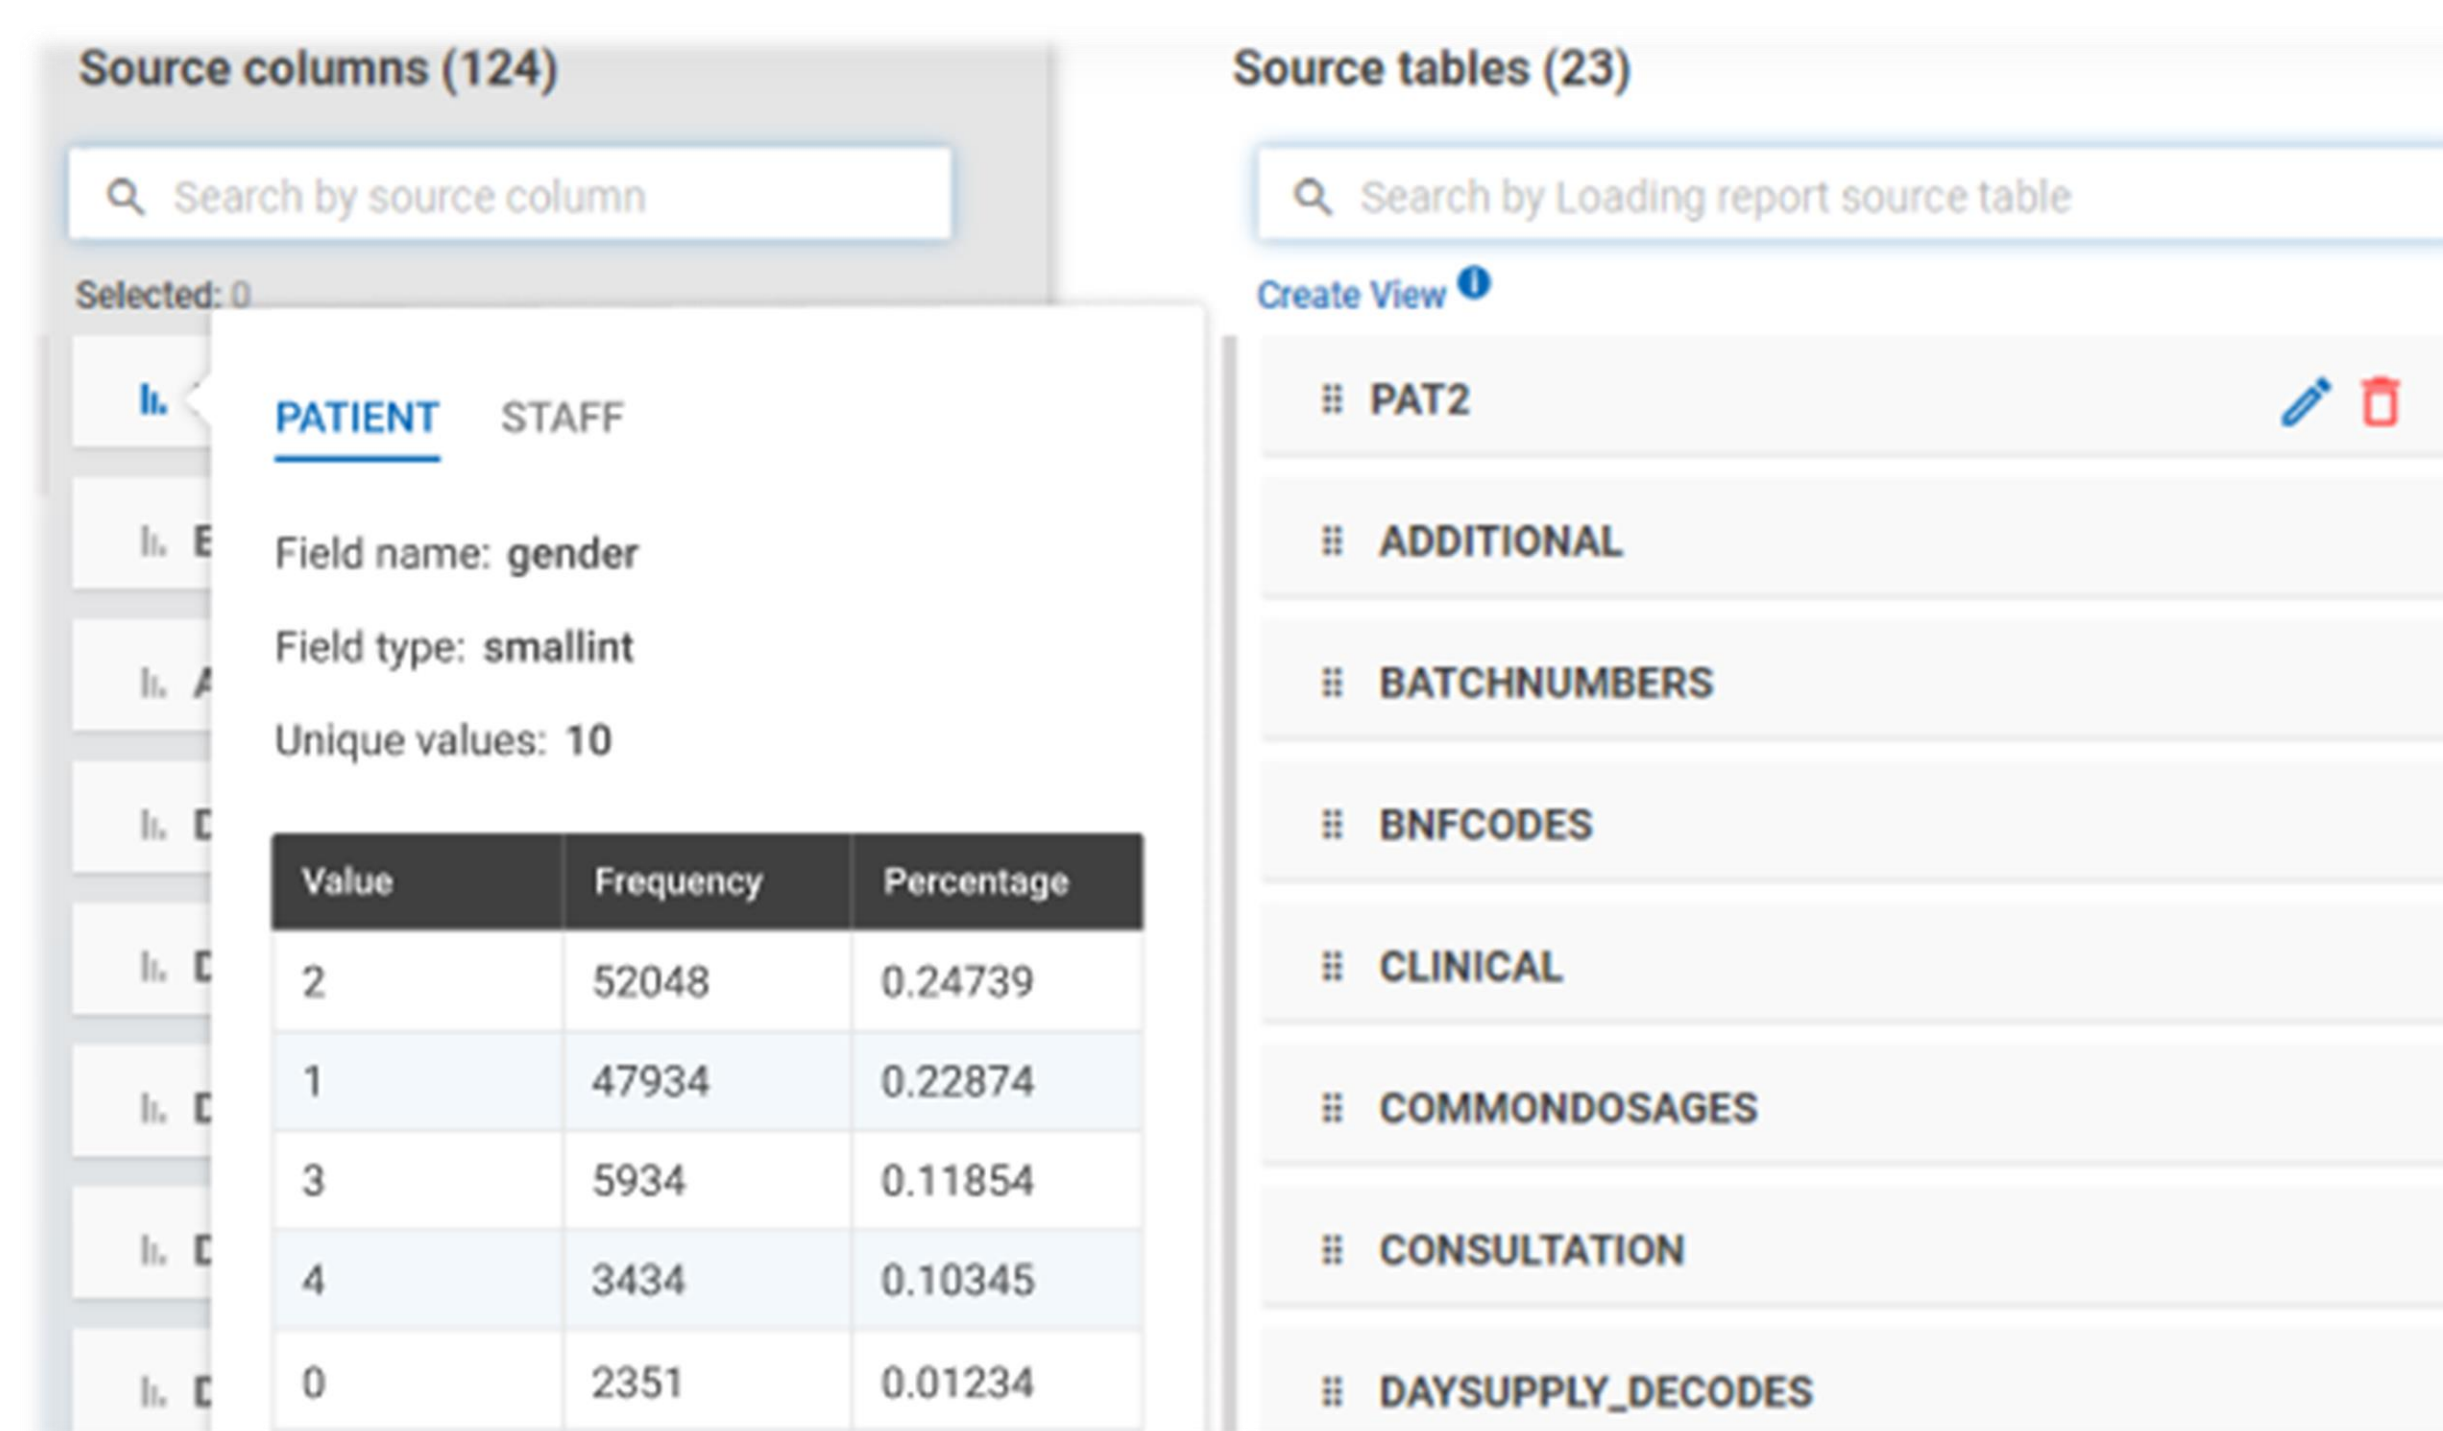 Source columns (124)
Search by source column
Selected: 0
PATIENT STAFF
Field name: gender
Field type: smallint
Unique values: 10
Value Frequency Percentage
2 52048 0.24739
1 47934 0.22874
3 5934 0.11854
4 3434 0.10345
0 2351 0.01234
Source tables (23)
Search by Loading report source table
Create View
PAT2
ADDITIONAL
BATCHNUMBERS
BNFCODES
CLINICAL
COMMONDOSAGES
CONSULTATION
DAYSUPPLY_DECODES